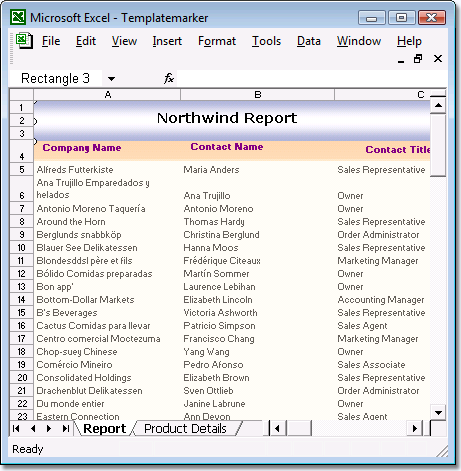 Microsoft Excel - Templatemarker
File Edit View Insert Format Tools Data Window Help
Rectangle 3 fx
A B C
1
2 Northwind Report
3
4 Company Name Contact Name Contact Title
5 Alfreds Futterkiste Maria Anders Sales Representative
Ana Trujillo Emparedados y
6 helados Ana Trujillo Owner
7 Antonio Moreno Taquería Antonio Moreno Owner
8 Around the Horn Thomas Hardy Sales Representative
9 Berglunds snabbköp Christina Berglund Order Administrator
10 Blauer See Delikatessen Hanna Moos Sales Representative
11 Blondesddsl père et fils Frédérique Citeaux Marketing Manager
12 Bólido Comidas preparadas Martín Sommer Owner
13 Bon app' Laurence Lebihan Owner
14 Bottom-Dollar Markets Elizabeth Lincoln Accounting Manager
15 B's Beverages Victoria Ashworth Sales Representative
16 Cactus Comidas para llevar Patricio Simpson Sales Agent
17 Centro comercial Moctezuma Francisco Chang Marketing Manager
18 Chop-suey Chinese Yang Wang Owner
19 Comércio Mineiro Pedro Afonso Sales Associate
20 Consolidated Holdings Elizabeth Brown Sales Representative
21 Drachenblut Delikatessen Sven Ottlieb Order Administrator
22 Du monde entier Janine Labrune Owner
23 Eastern Connection Ann Devon Sales Agent
Report Product Details
Ready